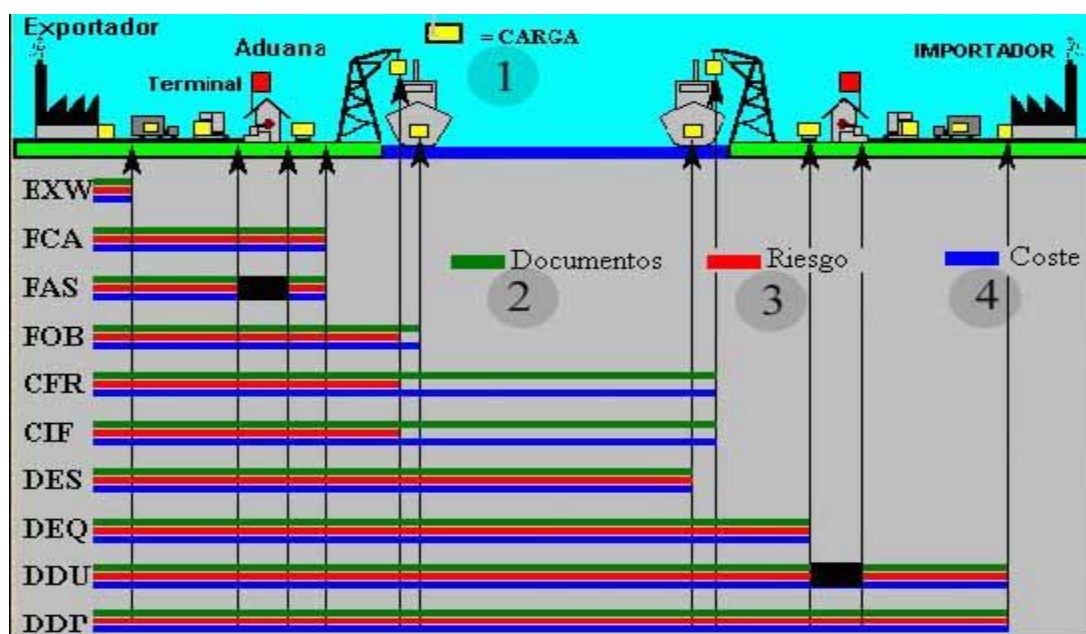 Exportador
Aduana
= CARGA
1
IMPORTADOR
Terminal
EXW
FCA
Documentos
Riesgo
Coste
FAS
2
3
4
FOB
CFR
CIF
DES
DEQ
DDU
DDP